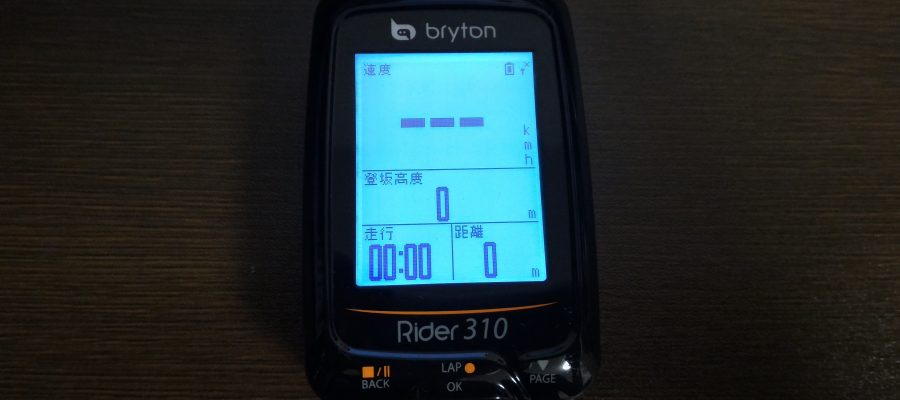 bryton
速度
---
k
m
h
登坂高度
0
m
走行
00:00
距離
0
m
Rider 310
/II
BACK
LAP
OK
PAGE